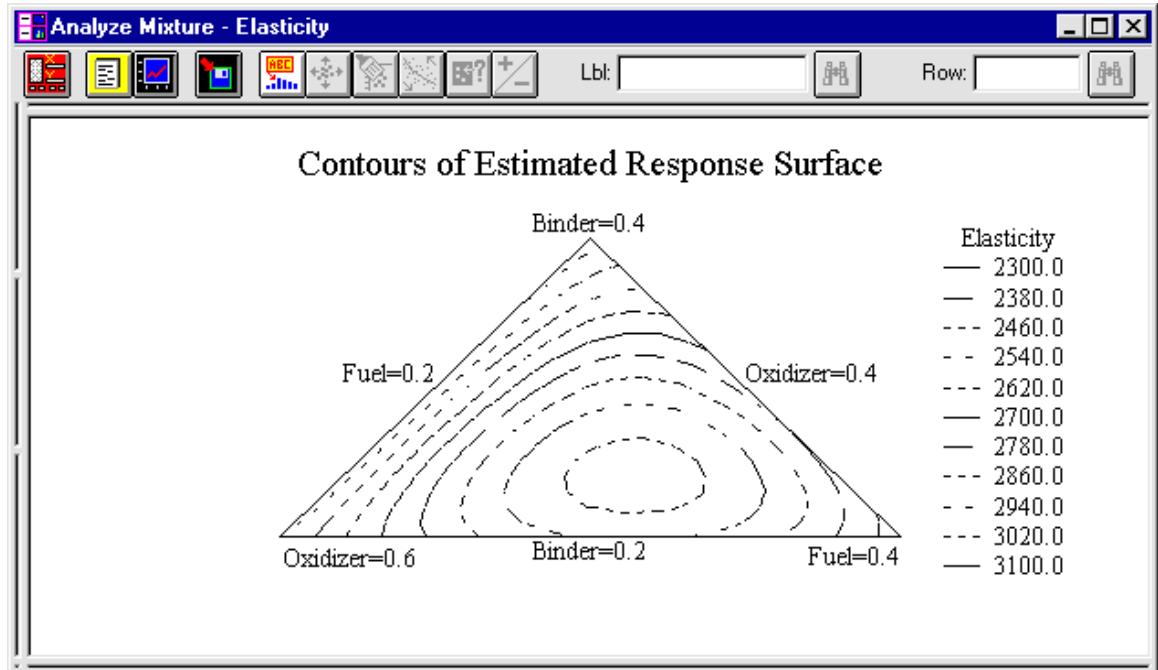 Analyze Mixture - Elasticity
ABC
Lbl:
Row:
Contours of Estimated Response Surface
Binder=0.4
Fuel=0.2
Oxidizer=0.4
Oxidizer=0.6
Binder=0.2
Fuel=0.4
Elasticity
2300.0
2380.0
2460.0
2540.0
2620.0
2700.0
2780.0
2860.0
2940.0
3020.0
3100.0